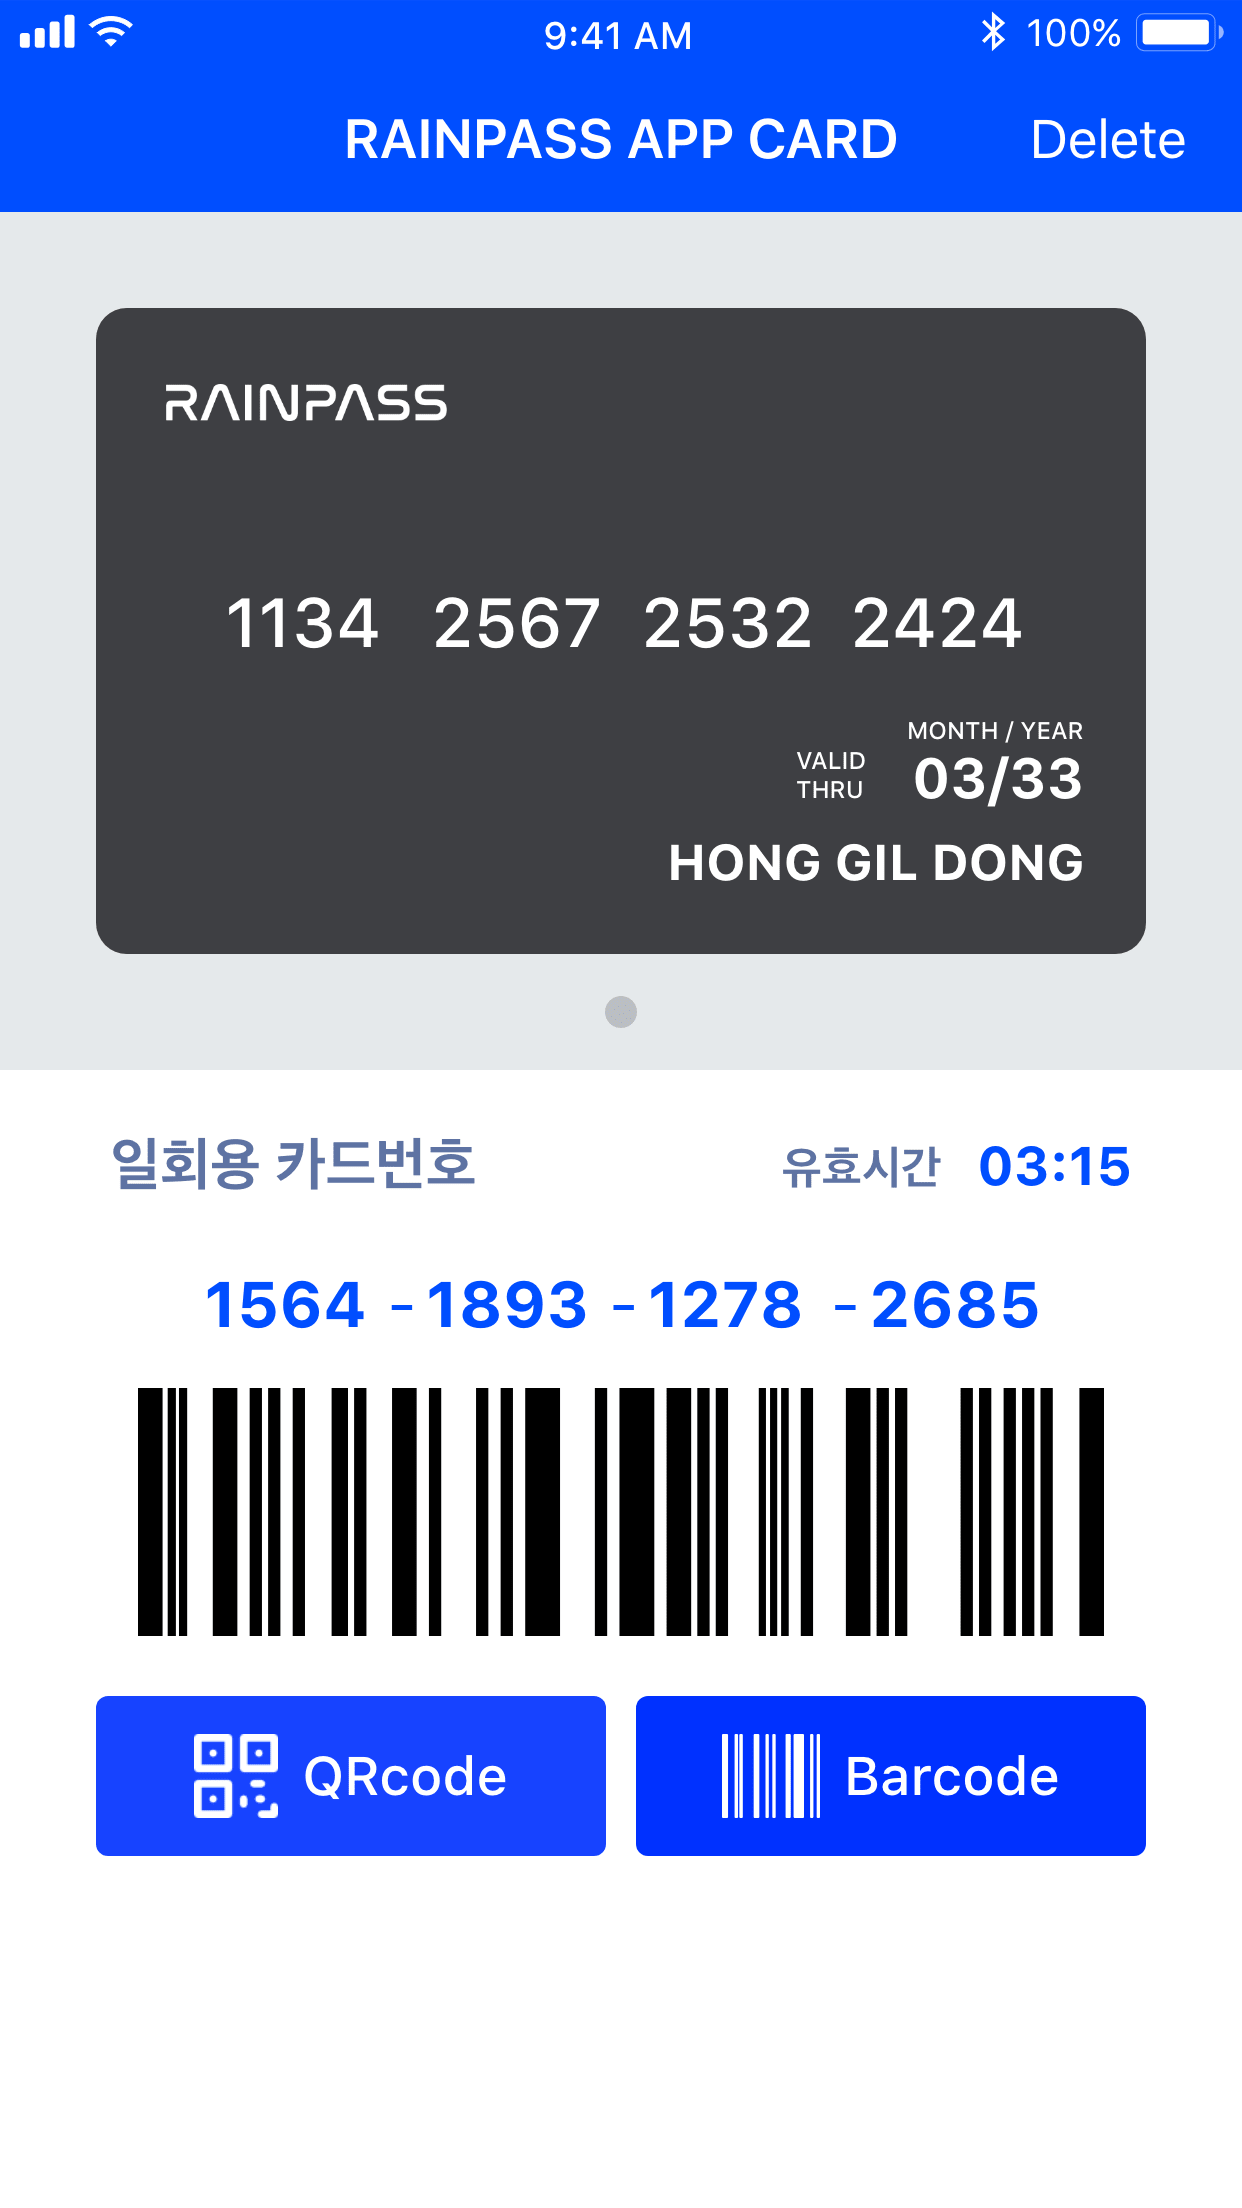 9:41 AM
100%
RAINPASS APP CARD
Delete
RAINPASS
1134 2567 2532 2424
MONTH / YEAR
VALID
THRU
03/33
HONG GIL DONG
일회용 카드번호
유효시간 03:15
1564 - 1893 - 1278 - 2685
QRcode
Barcode